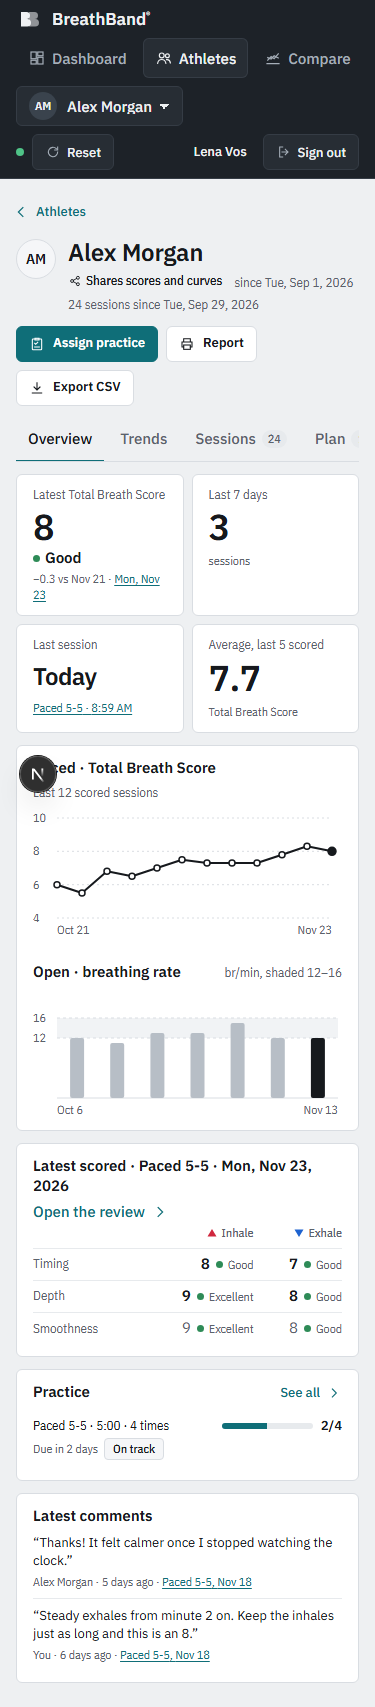 BreathBand®
Dashboard
Athletes
Compare
AM
Alex Morgan
Reset
Lena Vos
Sign out
Athletes
AM
Alex Morgan
Shares scores and curves since Tue, Sep 1, 2026
24 sessions since Tue, Sep 29, 2026
Assign practice
Report
Export CSV
Overview
Trends
Sessions 24
Plan
Latest Total Breath Score
8
Good
−0.3 vs Nov 21 · Mon, Nov
23
Last 7 days
3
sessions
Last session
Today
Paced 5-5 · 8:59 AM
Average, last 5 scored
7.7
Total Breath Score
N
ced · Total Breath Score
Last 12 scored sessions
10
8
6
4
Oct 21
Nov 23
Open · breathing rate
br/min, shaded 12–16
16
12
Oct 6
Nov 13
Latest scored · Paced 5-5 · Mon, Nov 23,
2026
Open the review
Inhale
Exhale
Timing
8 Good
7 Good
Depth
9 Excellent
8 Good
Smoothness
9 Excellent
8 Good
Practice
See all
Paced 5-5 · 5:00 · 4 times
2/4
Due in 2 days
On track
Latest comments
“Thanks! It felt calmer once I stopped watching the
clock.”
Alex Morgan · 5 days ago · Paced 5-5, Nov 18
“Steady exhales from minute 2 on. Keep the inhales
just as long and this is an 8.”
You · 6 days ago · Paced 5-5, Nov 18